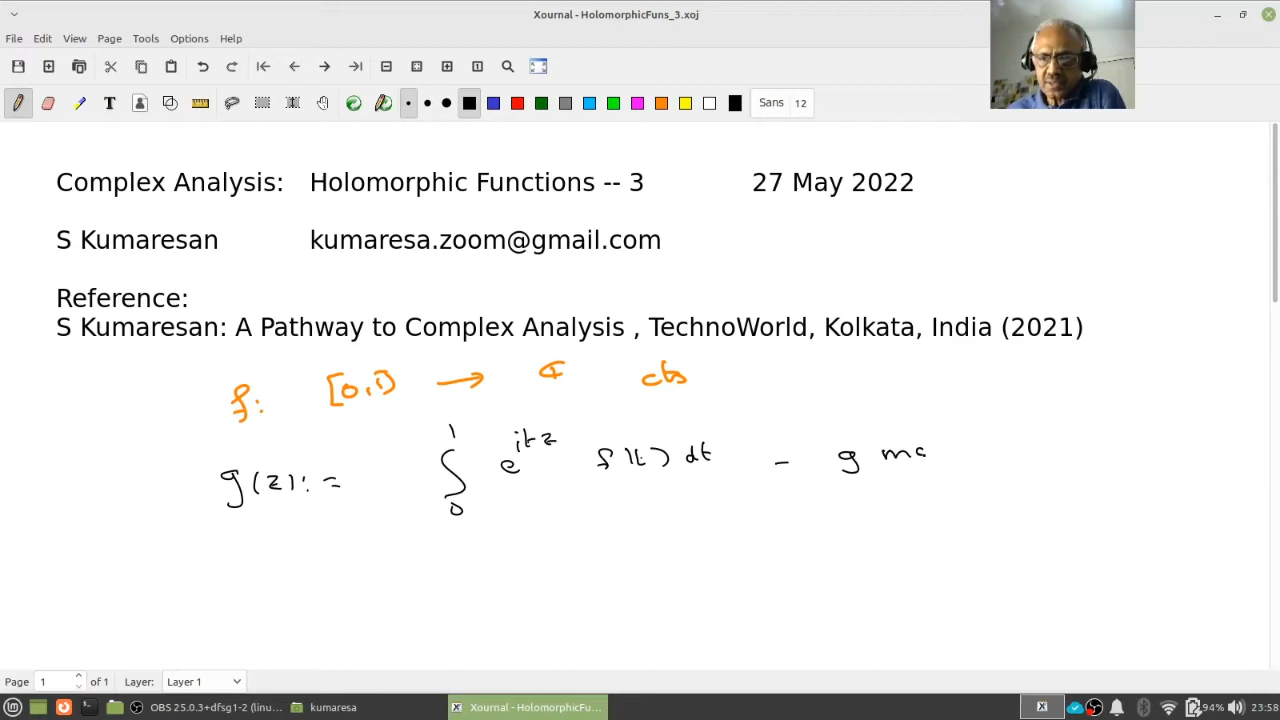 Xournal - HolomorphicFuns_3.xoj
File Edit View Page Tools Options Help
Sans 12
Complex Analysis: Holomorphic Functions -- 3 27 May 2022
S Kumaresan kumaresa.zoom@gmail.com
Reference:
S Kumaresan: A Pathway to Complex Analysis , TechnoWorld, Kolkata, India (2021)
f: [0,1] → ℂ cts
g(z) := ∫₀¹ e^{itz} f(t) dt - g
Page 1 of 1 Layer: Layer 1
OBS 25.0.3+dfsg1-2 (linu... kumaresa Xournal - HolomorphicFu... 94% 23:58